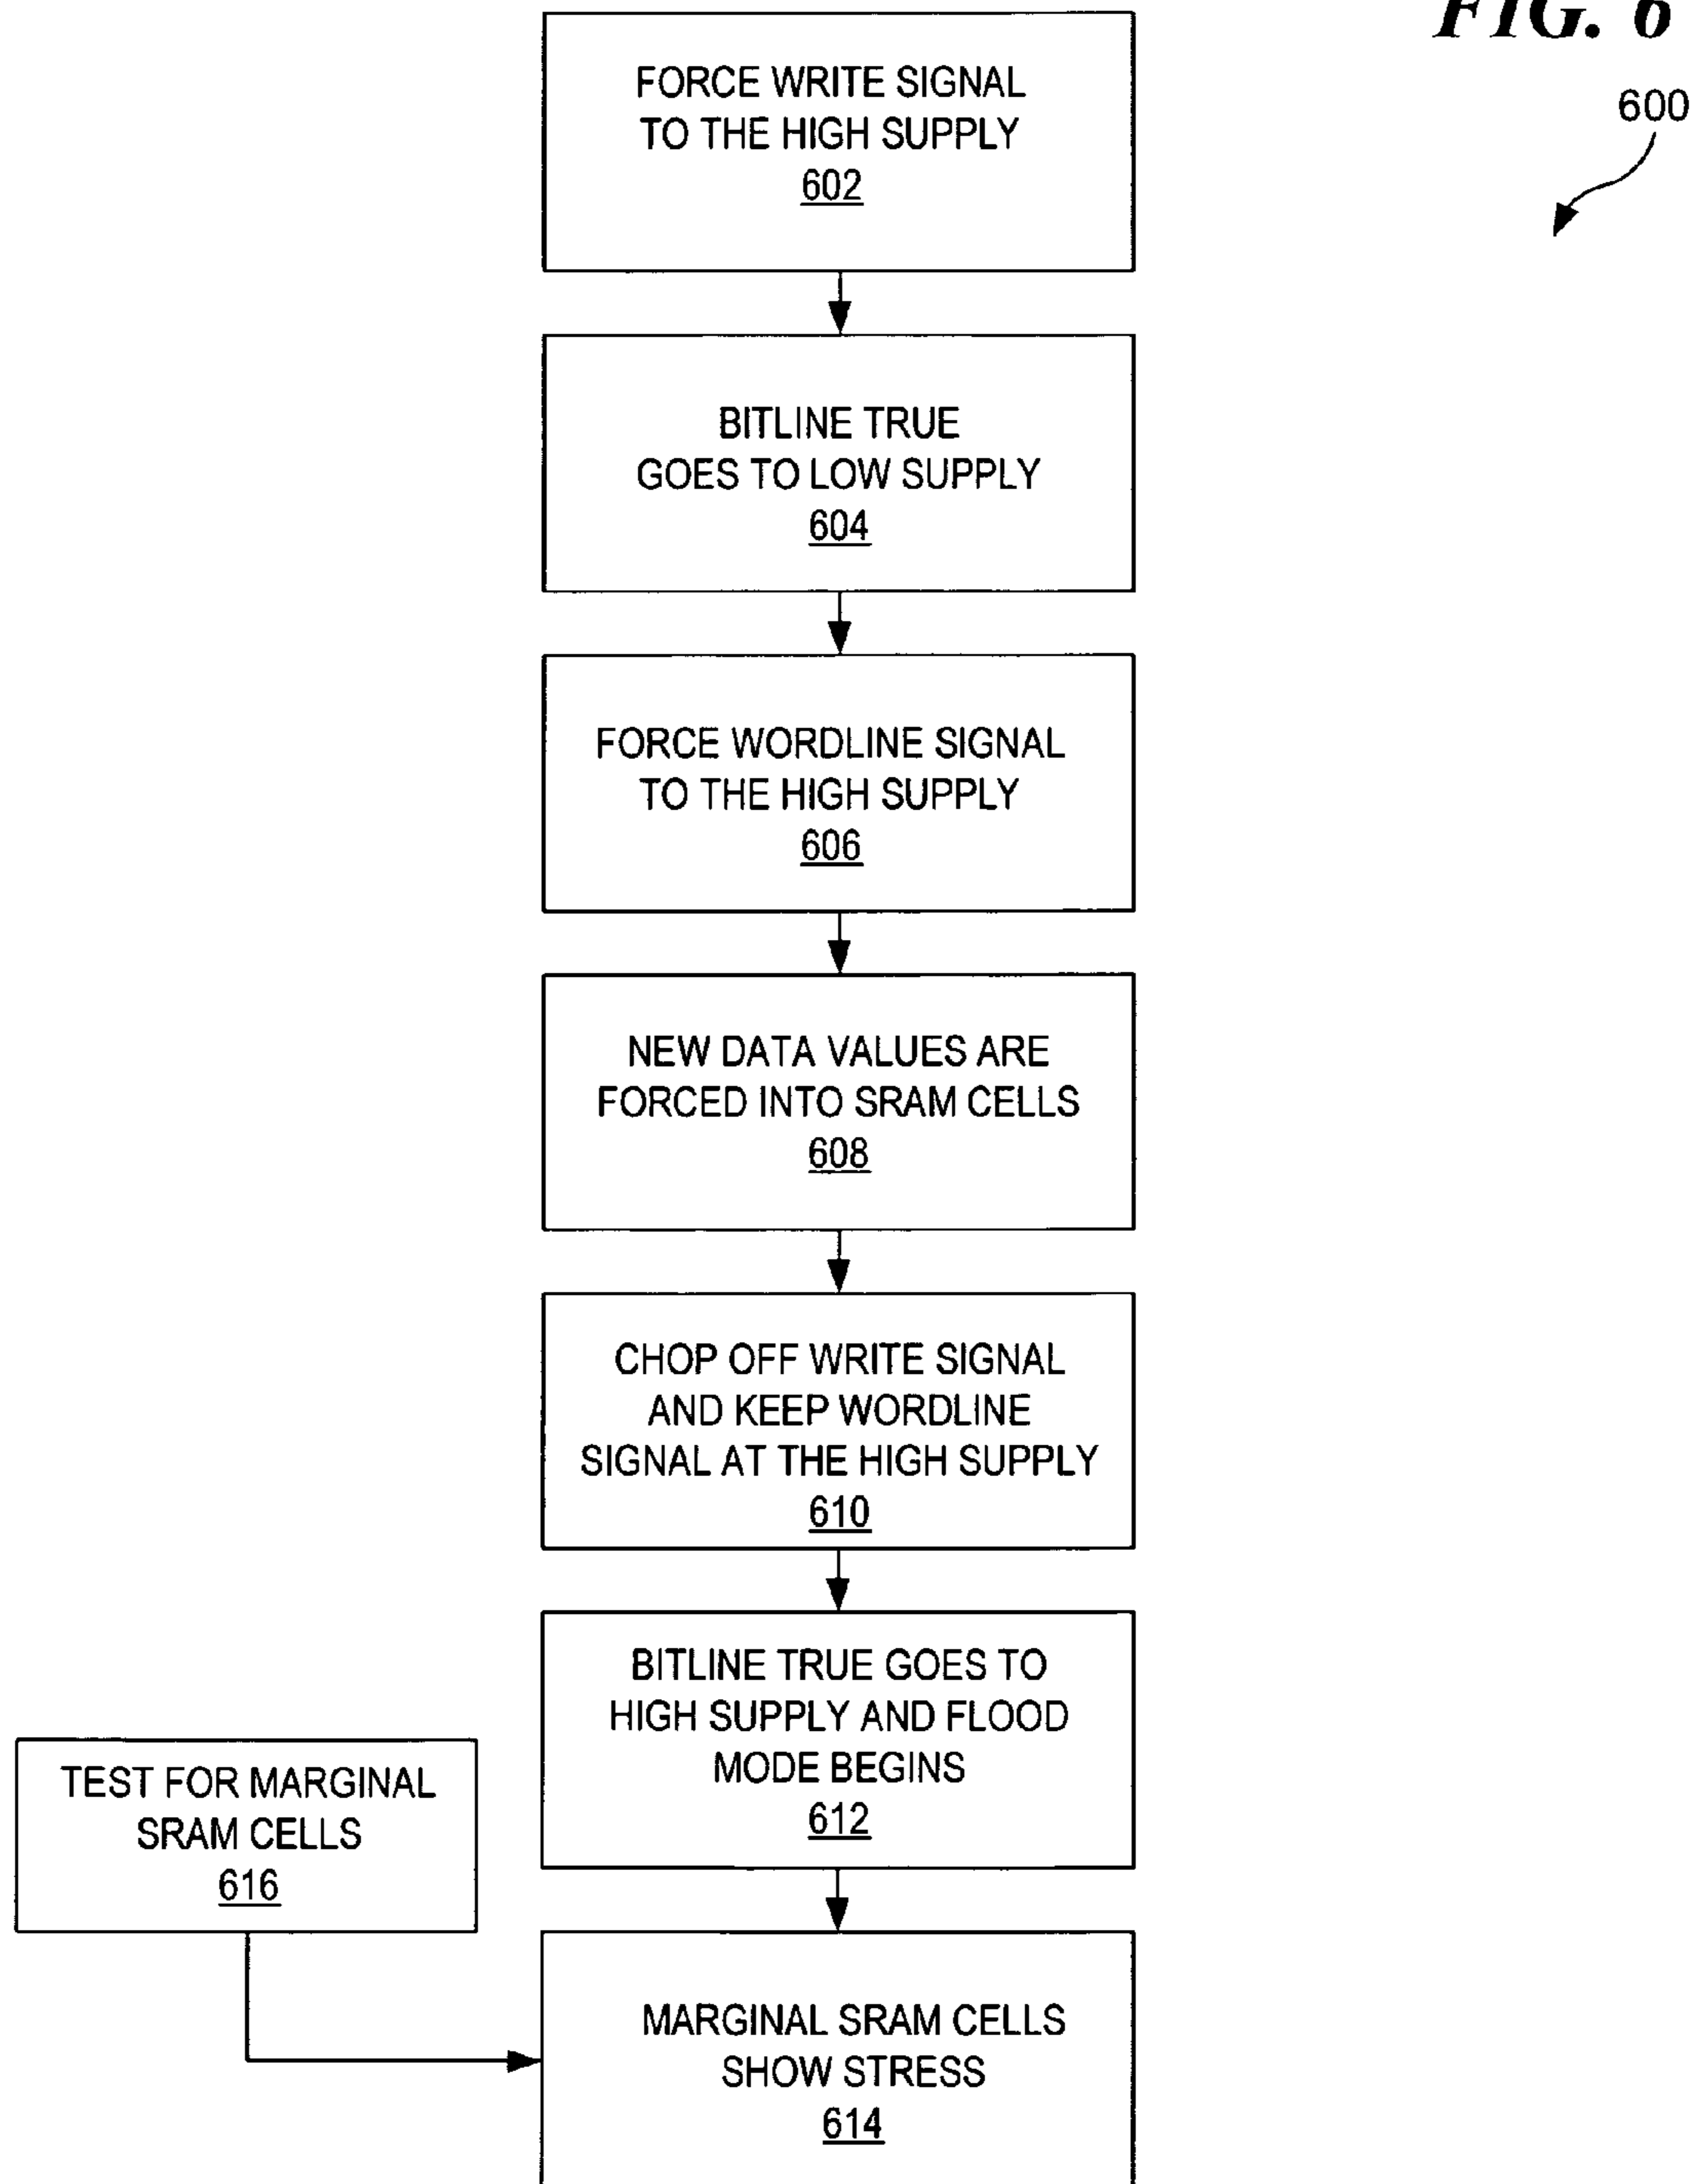 FIG. 6
600
FORCE WRITE SIGNAL
TO THE HIGH SUPPLY
602
BITLINE TRUE
GOES TO LOW SUPPLY
604
FORCE WORDLINE SIGNAL
TO THE HIGH SUPPLY
606
NEW DATA VALUES ARE
FORCED INTO SRAM CELLS
608
CHOP OFF WRITE SIGNAL
AND KEEP WORDLINE
SIGNAL AT THE HIGH SUPPLY
610
BITLINE TRUE GOES TO
HIGH SUPPLY AND FLOOD
MODE BEGINS
612
TEST FOR MARGINAL
SRAM CELLS
616
MARGINAL SRAM CELLS
SHOW STRESS
614